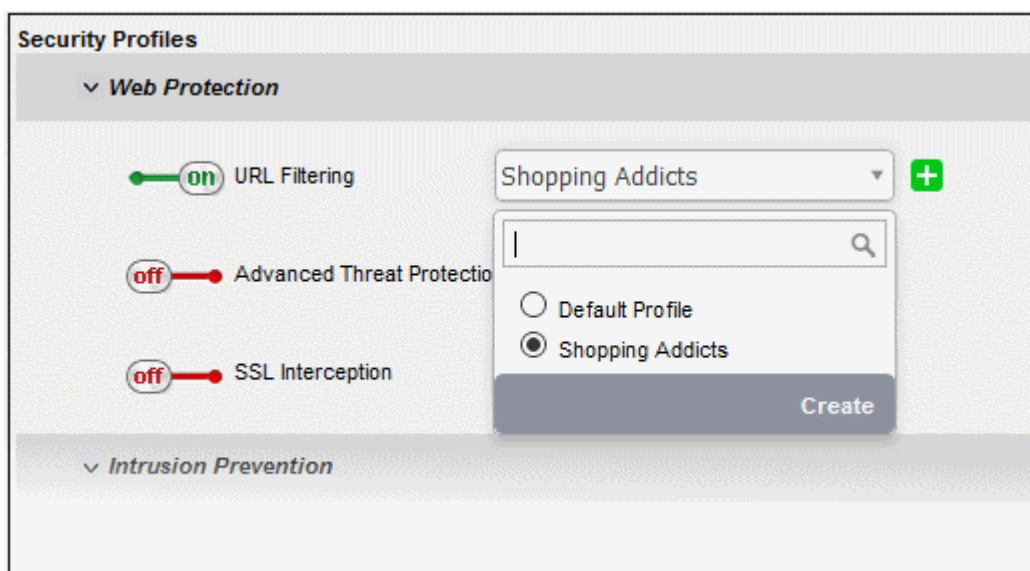 Security Profiles
Web Protection
on URL Filtering Shopping Addicts
off Advanced Threat Protectio
Default Profile
Shopping Addicts
off SSL Interception
Create
Intrusion Prevention